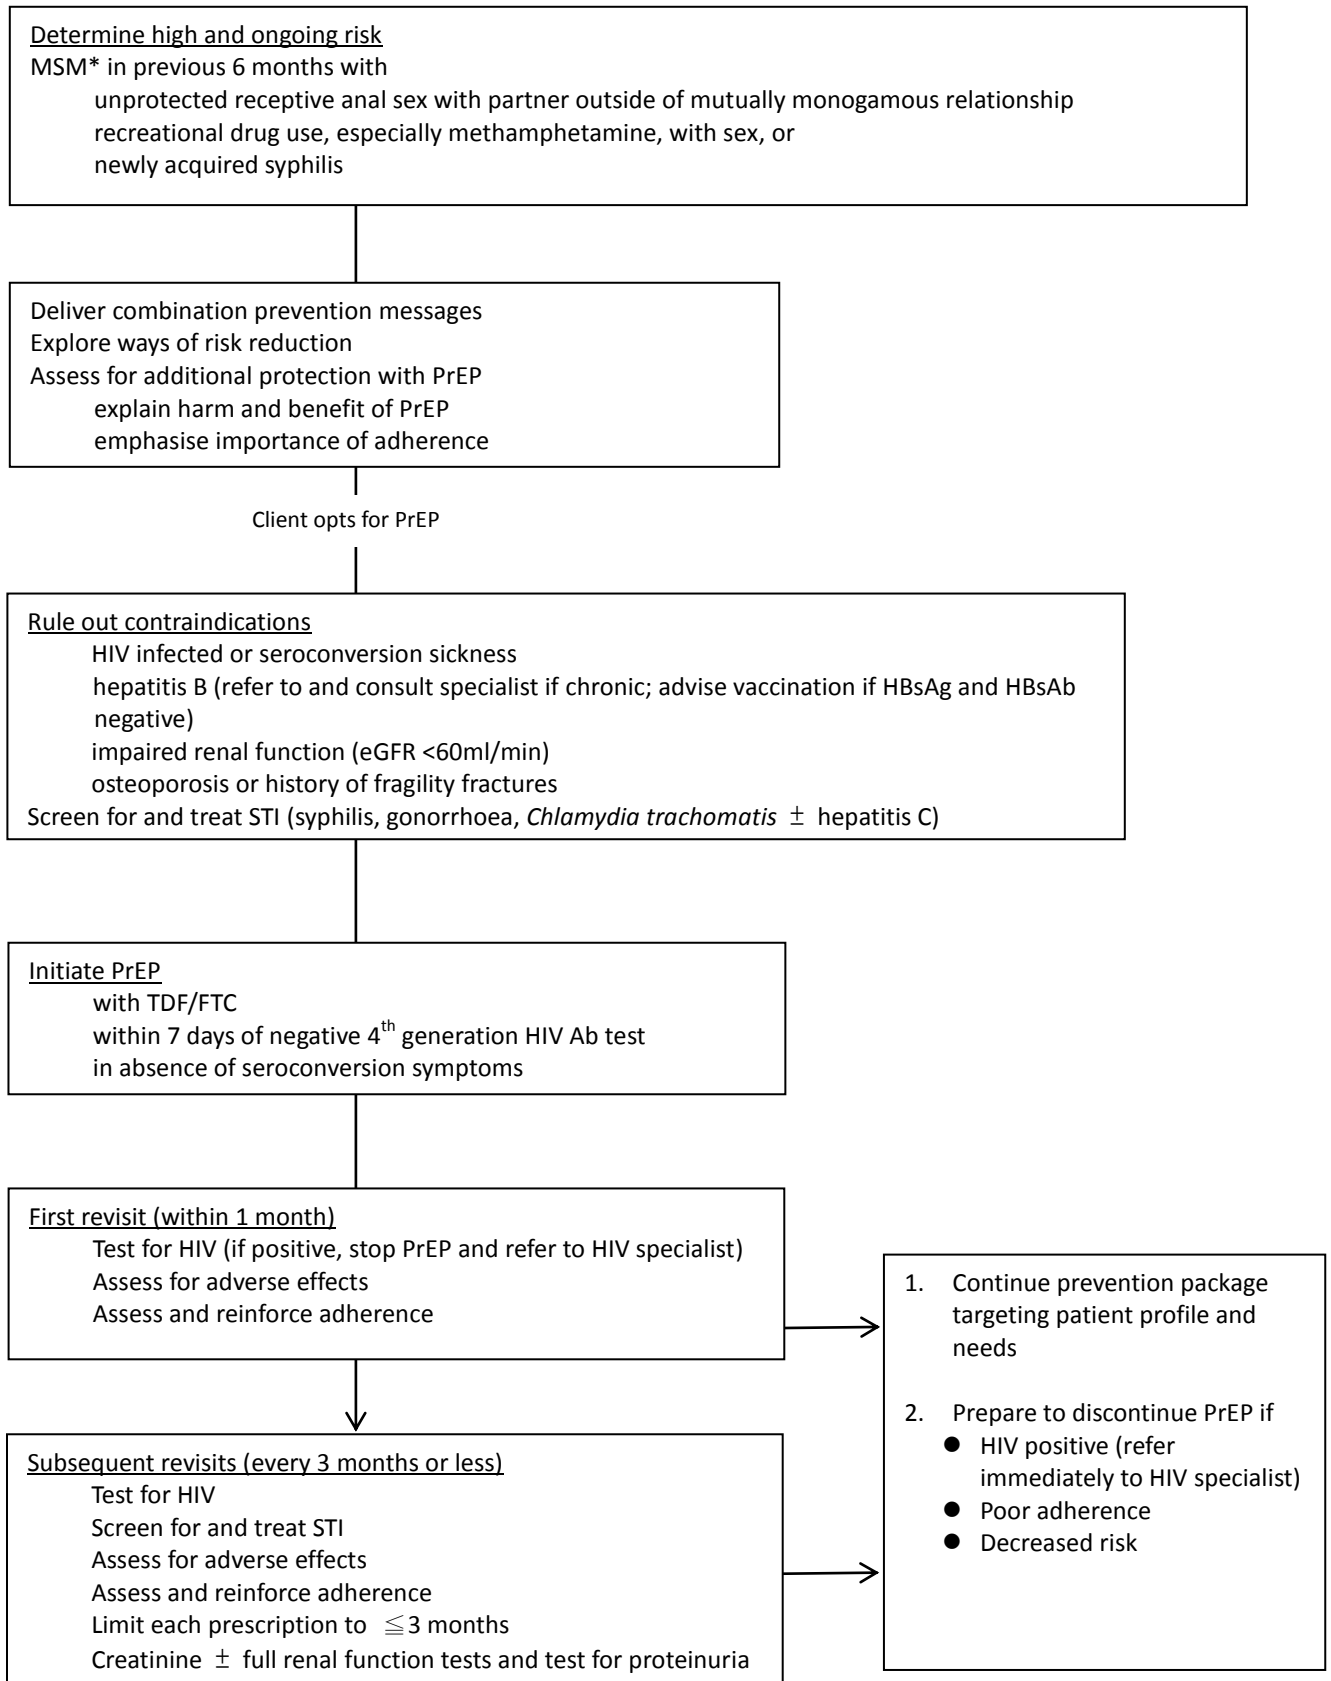 Determine high and ongoing risk
MSM* in previous 6 months with
unprotected receptive anal sex with partner outside of mutually monogamous relationship
recreational drug use, especially methamphetamine, with sex, or
newly acquired syphilis
Deliver combination prevention messages
Explore ways of risk reduction
Assess for additional protection with PrEP
explain harm and benefit of PrEP
emphasise importance of adherence
Client opts for PrEP
Rule out contraindications
HIV infected or seroconversion sickness
hepatitis B (refer to and consult specialist if chronic; advise vaccination if HBsAg and HBsAb
negative)
impaired renal function (eGFR <60ml/min)
osteoporosis or history of fragility fractures
Screen for and treat STI (syphilis, gonorrhoea, Chlamydia trachomatis ± hepatitis C)
Initiate PrEP
with TDF/FTC
within 7 days of negative 4th generation HIV Ab test
in absence of seroconversion symptoms
First revisit (within 1 month)
Test for HIV (if positive, stop PrEP and refer to HIV specialist)
Assess for adverse effects
Assess and reinforce adherence
Subsequent revisits (every 3 months or less)
Test for HIV
Screen for and treat STI
Assess for adverse effects
Assess and reinforce adherence
Limit each prescription to ≦3 months
Creatinine ± full renal function tests and test for proteinuria
1. Continue prevention package
targeting patient profile and
needs
2. Prepare to discontinue PrEP if
● HIV positive (refer
immediately to HIV specialist)
● Poor adherence
● Decreased risk